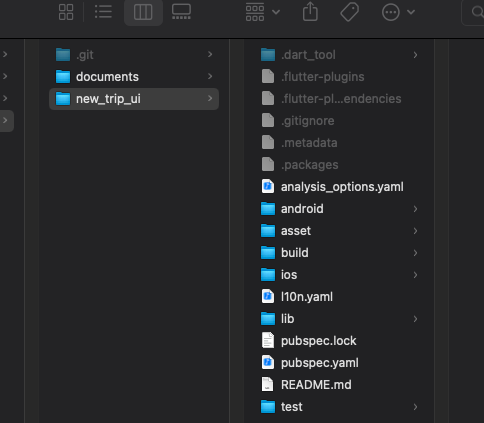 .git
documents
new_trip_ui
.dart_tool
.flutter-plugins
.flutter-pl...endencies
.gitignore
.metadata
.packages
analysis_options.yaml
android
asset
build
ios
l10n.yaml
lib
pubspec.lock
pubspec.yaml
README.md
test